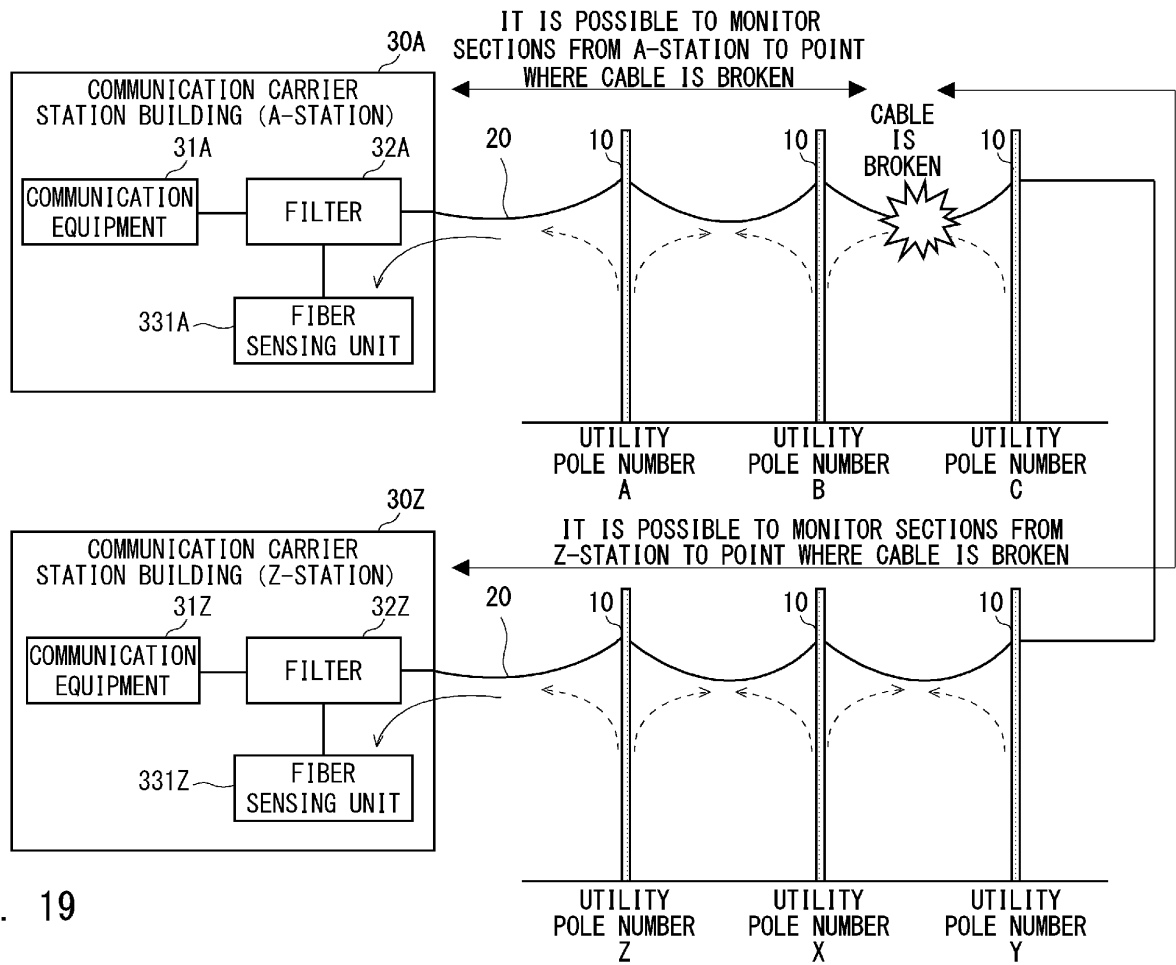 IT IS POSSIBLE TO MONITOR
SECTIONS FROM A-STATION TO POINT
WHERE CABLE IS BROKEN
30A
COMMUNICATION CARRIER
STATION BUILDING (A-STATION)
31A
32A
COMMUNICATION
EQUIPMENT
FILTER
331A
FIBER
SENSING UNIT
20
10
10
CABLE
IS
BROKEN
10
UTILITY
POLE NUMBER
A
UTILITY
POLE NUMBER
B
UTILITY
POLE NUMBER
C
30Z
IT IS POSSIBLE TO MONITOR SECTIONS FROM
Z-STATION TO POINT WHERE CABLE IS BROKEN
COMMUNICATION CARRIER
STATION BUILDING (Z-STATION)
31Z
32Z
COMMUNICATION
EQUIPMENT
FILTER
331Z
FIBER
SENSING UNIT
20
10
10
10
UTILITY
POLE NUMBER
Z
UTILITY
POLE NUMBER
X
UTILITY
POLE NUMBER
Y
. 19